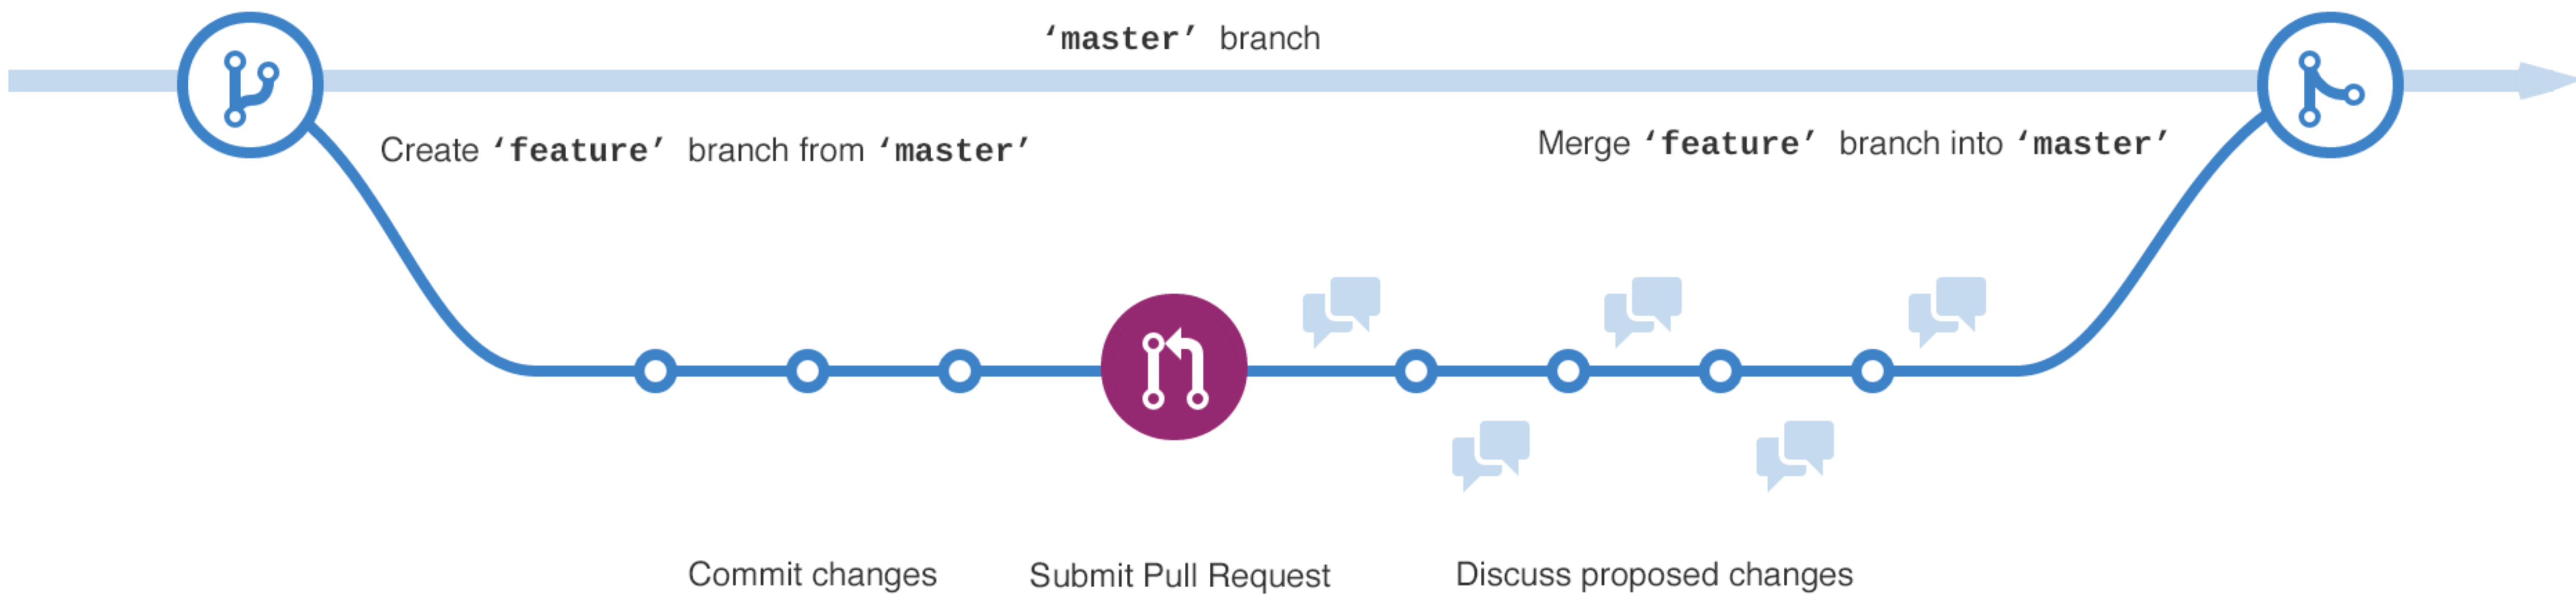 ‘master’ branch
Create ‘feature’ branch from ‘master’
Merge ‘feature’ branch into ‘master’
Commit changes
Submit Pull Request
Discuss proposed changes